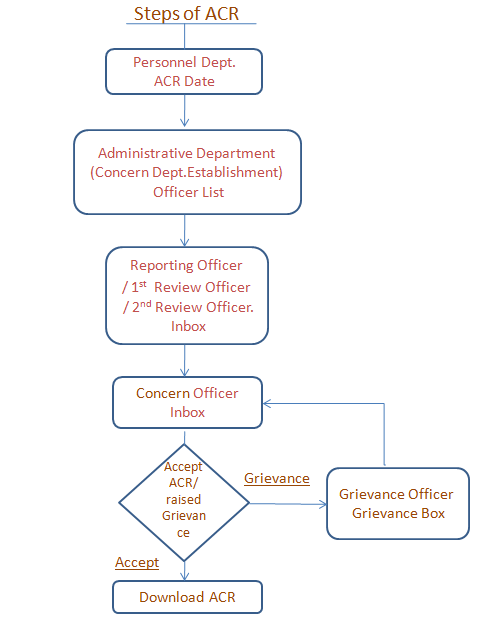 Steps of ACR
Personnel Dept.
ACR Date
Administrative Department
(Concern Dept.Establishment)
Officer List
Reporting Officer
/ 1st Review Officer
/ 2nd Review Officer.
Inbox
Concern Officer
Inbox
Accept
ACR/
raised
Grievan
ce
Grievance
Grievance Officer
Grievance Box
Accept
Download ACR